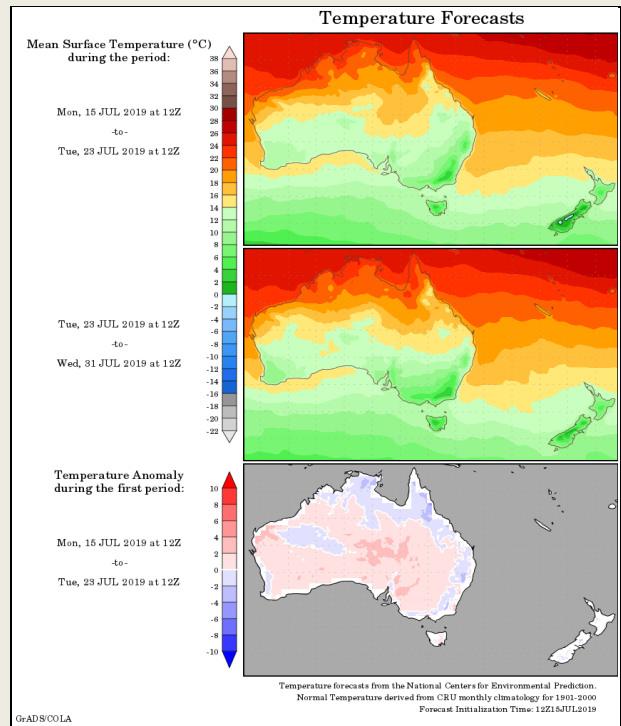 Temperature Forecasts
Mean Surface Temperature (°C)
during the period:
Mon, 15 JUL 2019 at 12Z
-to-
Tue, 23 JUL 2019 at 12Z
38
36
34
32
30
28
26
24
22
20
18
16
14
12
10
8
6
4
2
0
-2
-4
-6
-8
-10
-12
-14
-16
-18
-20
-22
Tue, 23 JUL 2019 at 12Z
-to-
Wed, 31 JUL 2019 at 12Z
Temperature Anomaly
during the first period:
Mon, 15 JUL 2019 at 12Z
-to-
Tue, 23 JUL 2019 at 12Z
10
8
6
4
2
0
-2
-4
-6
-8
-10
Temperature forecasts from the National Centers for Environmental Prediction.
Normal Temperature derived from CRU monthly climatology for 1901-2000
Forecast Initialization Time: 12Z15JUL2019
GrADS/COLA